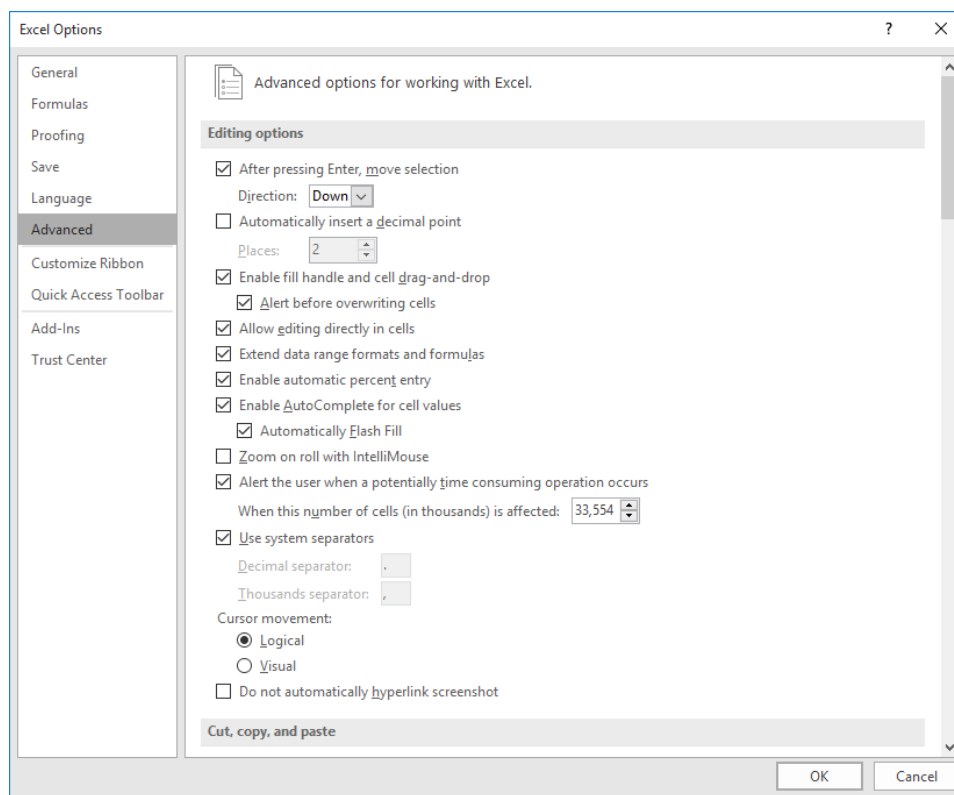 Excel Options
?
General
Formulas
Proofing
Save
Language
Advanced
Customize Ribbon
Quick Access Toolbar
Add-Ins
Trust Center
Advanced options for working with Excel.
Editing options
After pressing Enter, move selection
Direction: Down
Automatically insert a decimal point
Places: 2
Enable fill handle and cell drag-and-drop
Alert before overwriting cells
Allow editing directly in cells
Extend data range formats and formulas
Enable automatic percent entry
Enable AutoComplete for cell values
Automatically Flash Fill
Zoom on roll with IntelliMouse
Alert the user when a potentially time consuming operation occurs
When this number of cells (in thousands) is affected: 33,554
Use system separators
Decimal separator: .
Thousands separator: ,
Cursor movement:
Logical
Visual
Do not automatically hyperlink screenshot
Cut, copy, and paste
OK Cancel